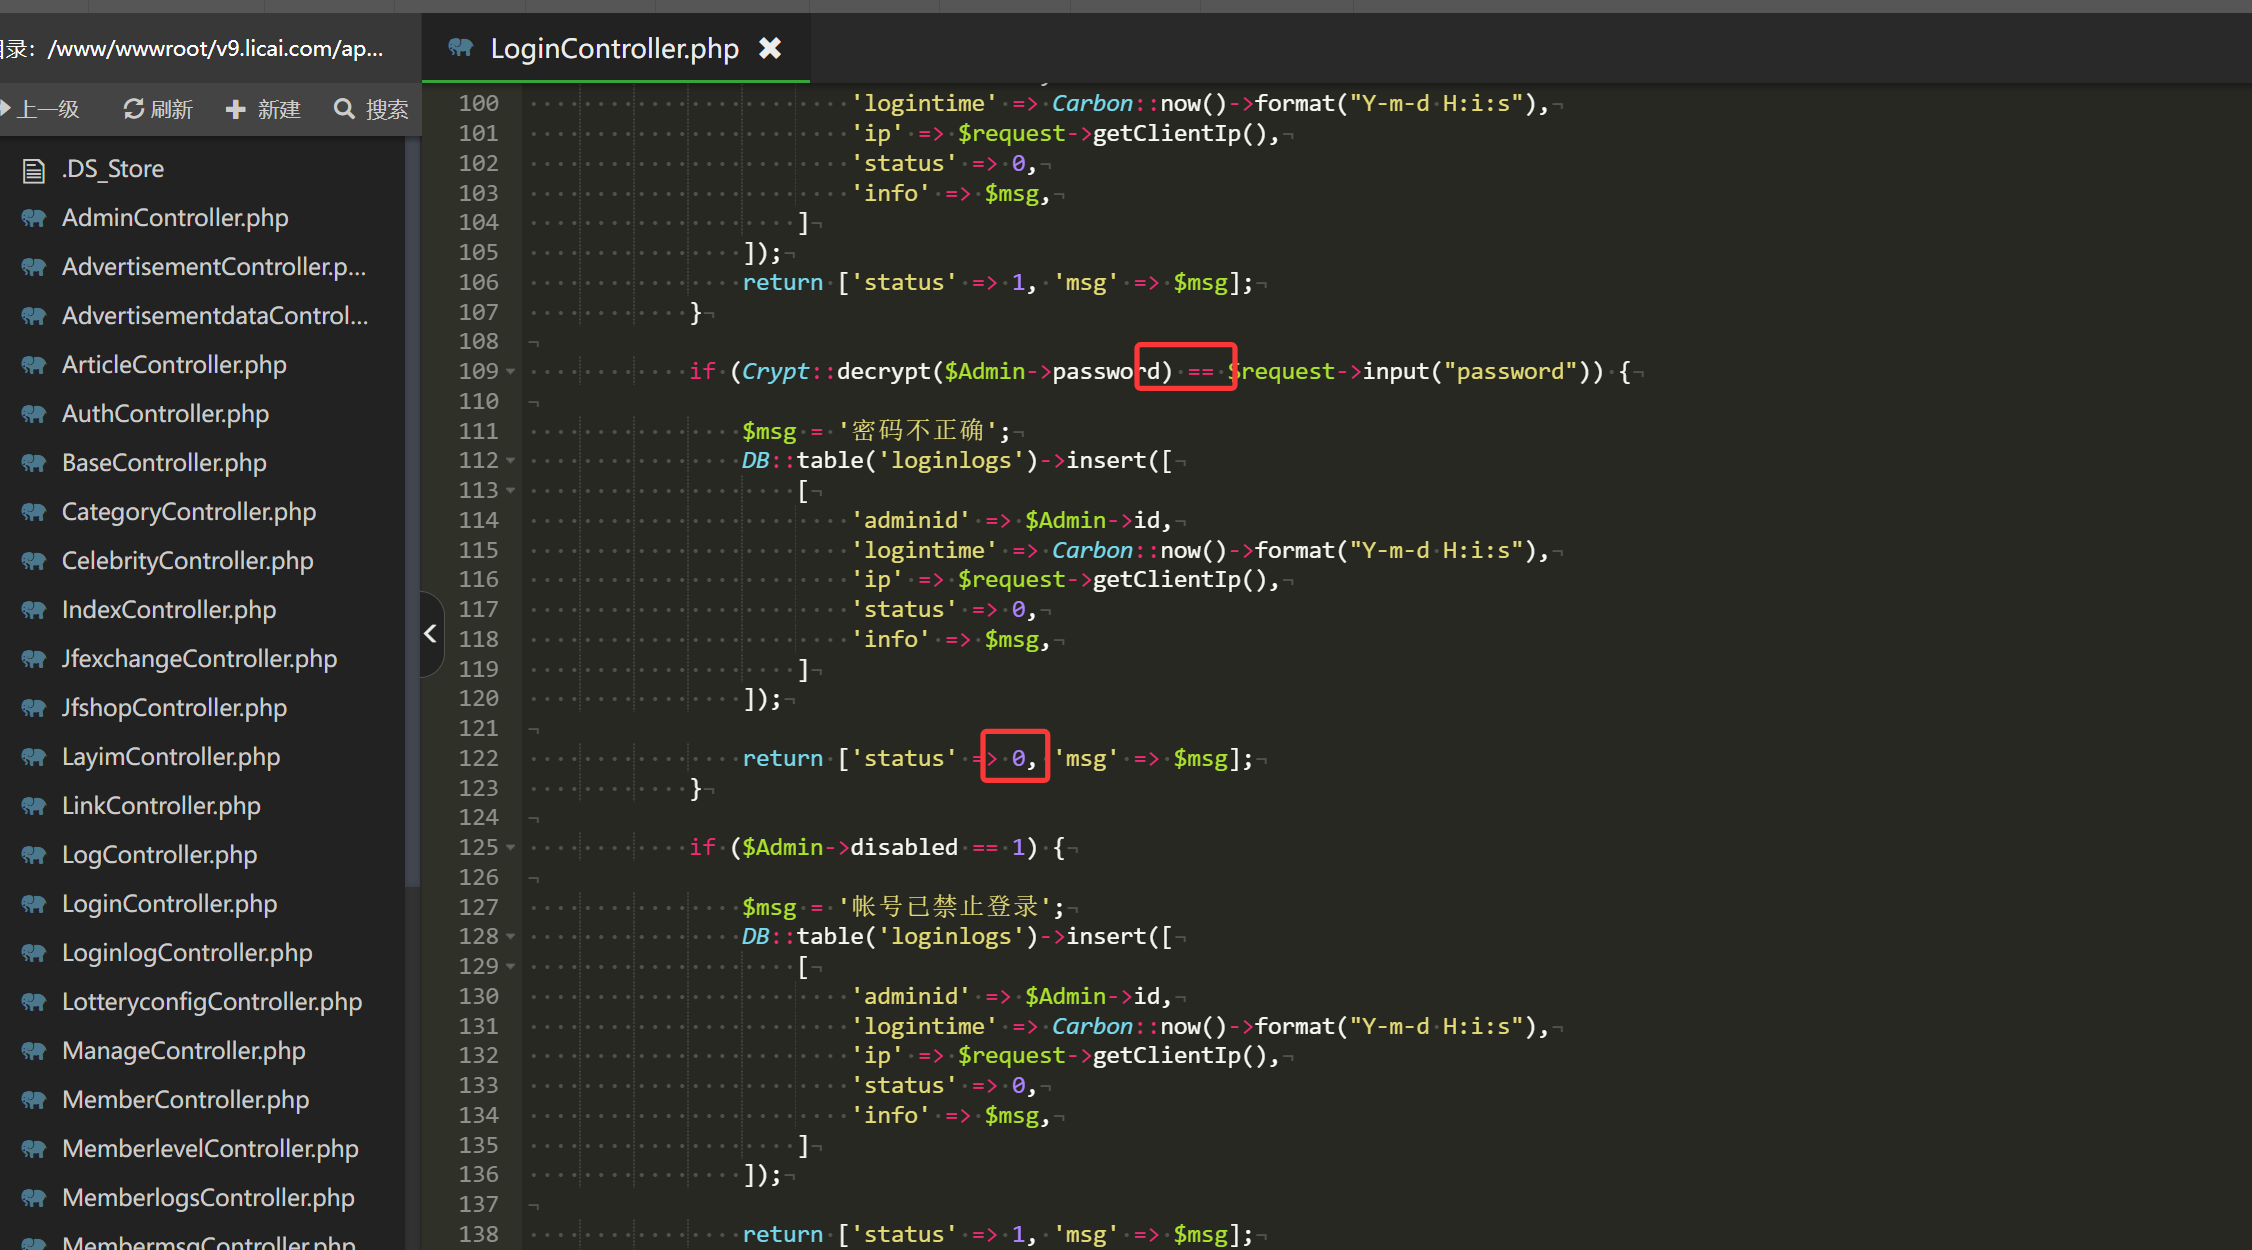 目录：/www/wwwroot/v9.licai.com/ap...
上一级 刷新 新建 搜索
.DS_Store
AdminController.php
AdvertisementController.p...
AdvertisementdataControl...
ArticleController.php
AuthController.php
BaseController.php
CategoryController.php
CelebrityController.php
IndexController.php
JfexchangeController.php
JfshopController.php
LayimController.php
LinkController.php
LogController.php
LoginController.php
LoginlogController.php
LotteryconfigController.php
ManageController.php
MemberController.php
MemberlevelController.php
MemberlogsController.php
MembermsgController.php
LoginController.php
100 'logintime' => Carbon::now()->format("Y-m-d H:i:s"),
101 'ip' => $request->getClientIp(),
102 'status' => 0,
103 'info' => $msg,
104 ]
105 ]);
106 return ['status' => 1, 'msg' => $msg];
107 }
108
109 if (Crypt::decrypt($Admin->password) == $request->input("password")) {
110
111 $msg = '密码不正确';
112 DB::table('loginlogs')->insert([
113 [
114 'adminid' => $Admin->id,
115 'logintime' => Carbon::now()->format("Y-m-d H:i:s"),
116 'ip' => $request->getClientIp(),
117 'status' => 0,
118 'info' => $msg,
119 ]
120 ]);
121
122 return ['status' => 0, 'msg' => $msg];
123 }
124
125 if ($Admin->disabled == 1) {
126
127 $msg = '帐号已禁止登录';
128 DB::table('loginlogs')->insert([
129 [
130 'adminid' => $Admin->id,
131 'logintime' => Carbon::now()->format("Y-m-d H:i:s"),
132 'ip' => $request->getClientIp(),
133 'status' => 0,
134 'info' => $msg,
135 ]
136 ]);
137
138 return ['status' => 1, 'msg' => $msg];